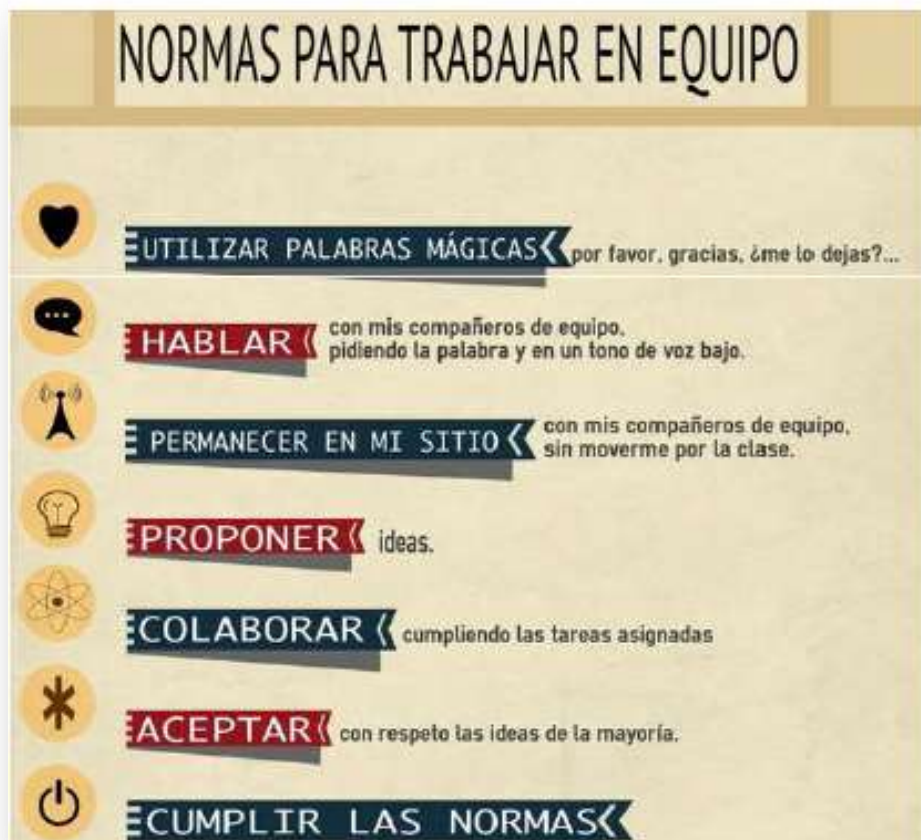 NORMAS PARA TRABAJAR EN EQUIPO
UTILIZAR PALABRAS MÁGICAS por favor, gracias, ¿me lo dejas?...
HABLAR con mis compañeros de equipo,
pidiendo la palabra y en un tono de voz bajo.
PERMANECER EN MI SITIO con mis compañeros de equipo,
sin moverme por la clase.
PROPONER ideas.
COLABORAR cumpliendo las tareas asignadas
ACEPTAR con respeto las ideas de la mayoría.
CUMPLIR LAS NORMAS